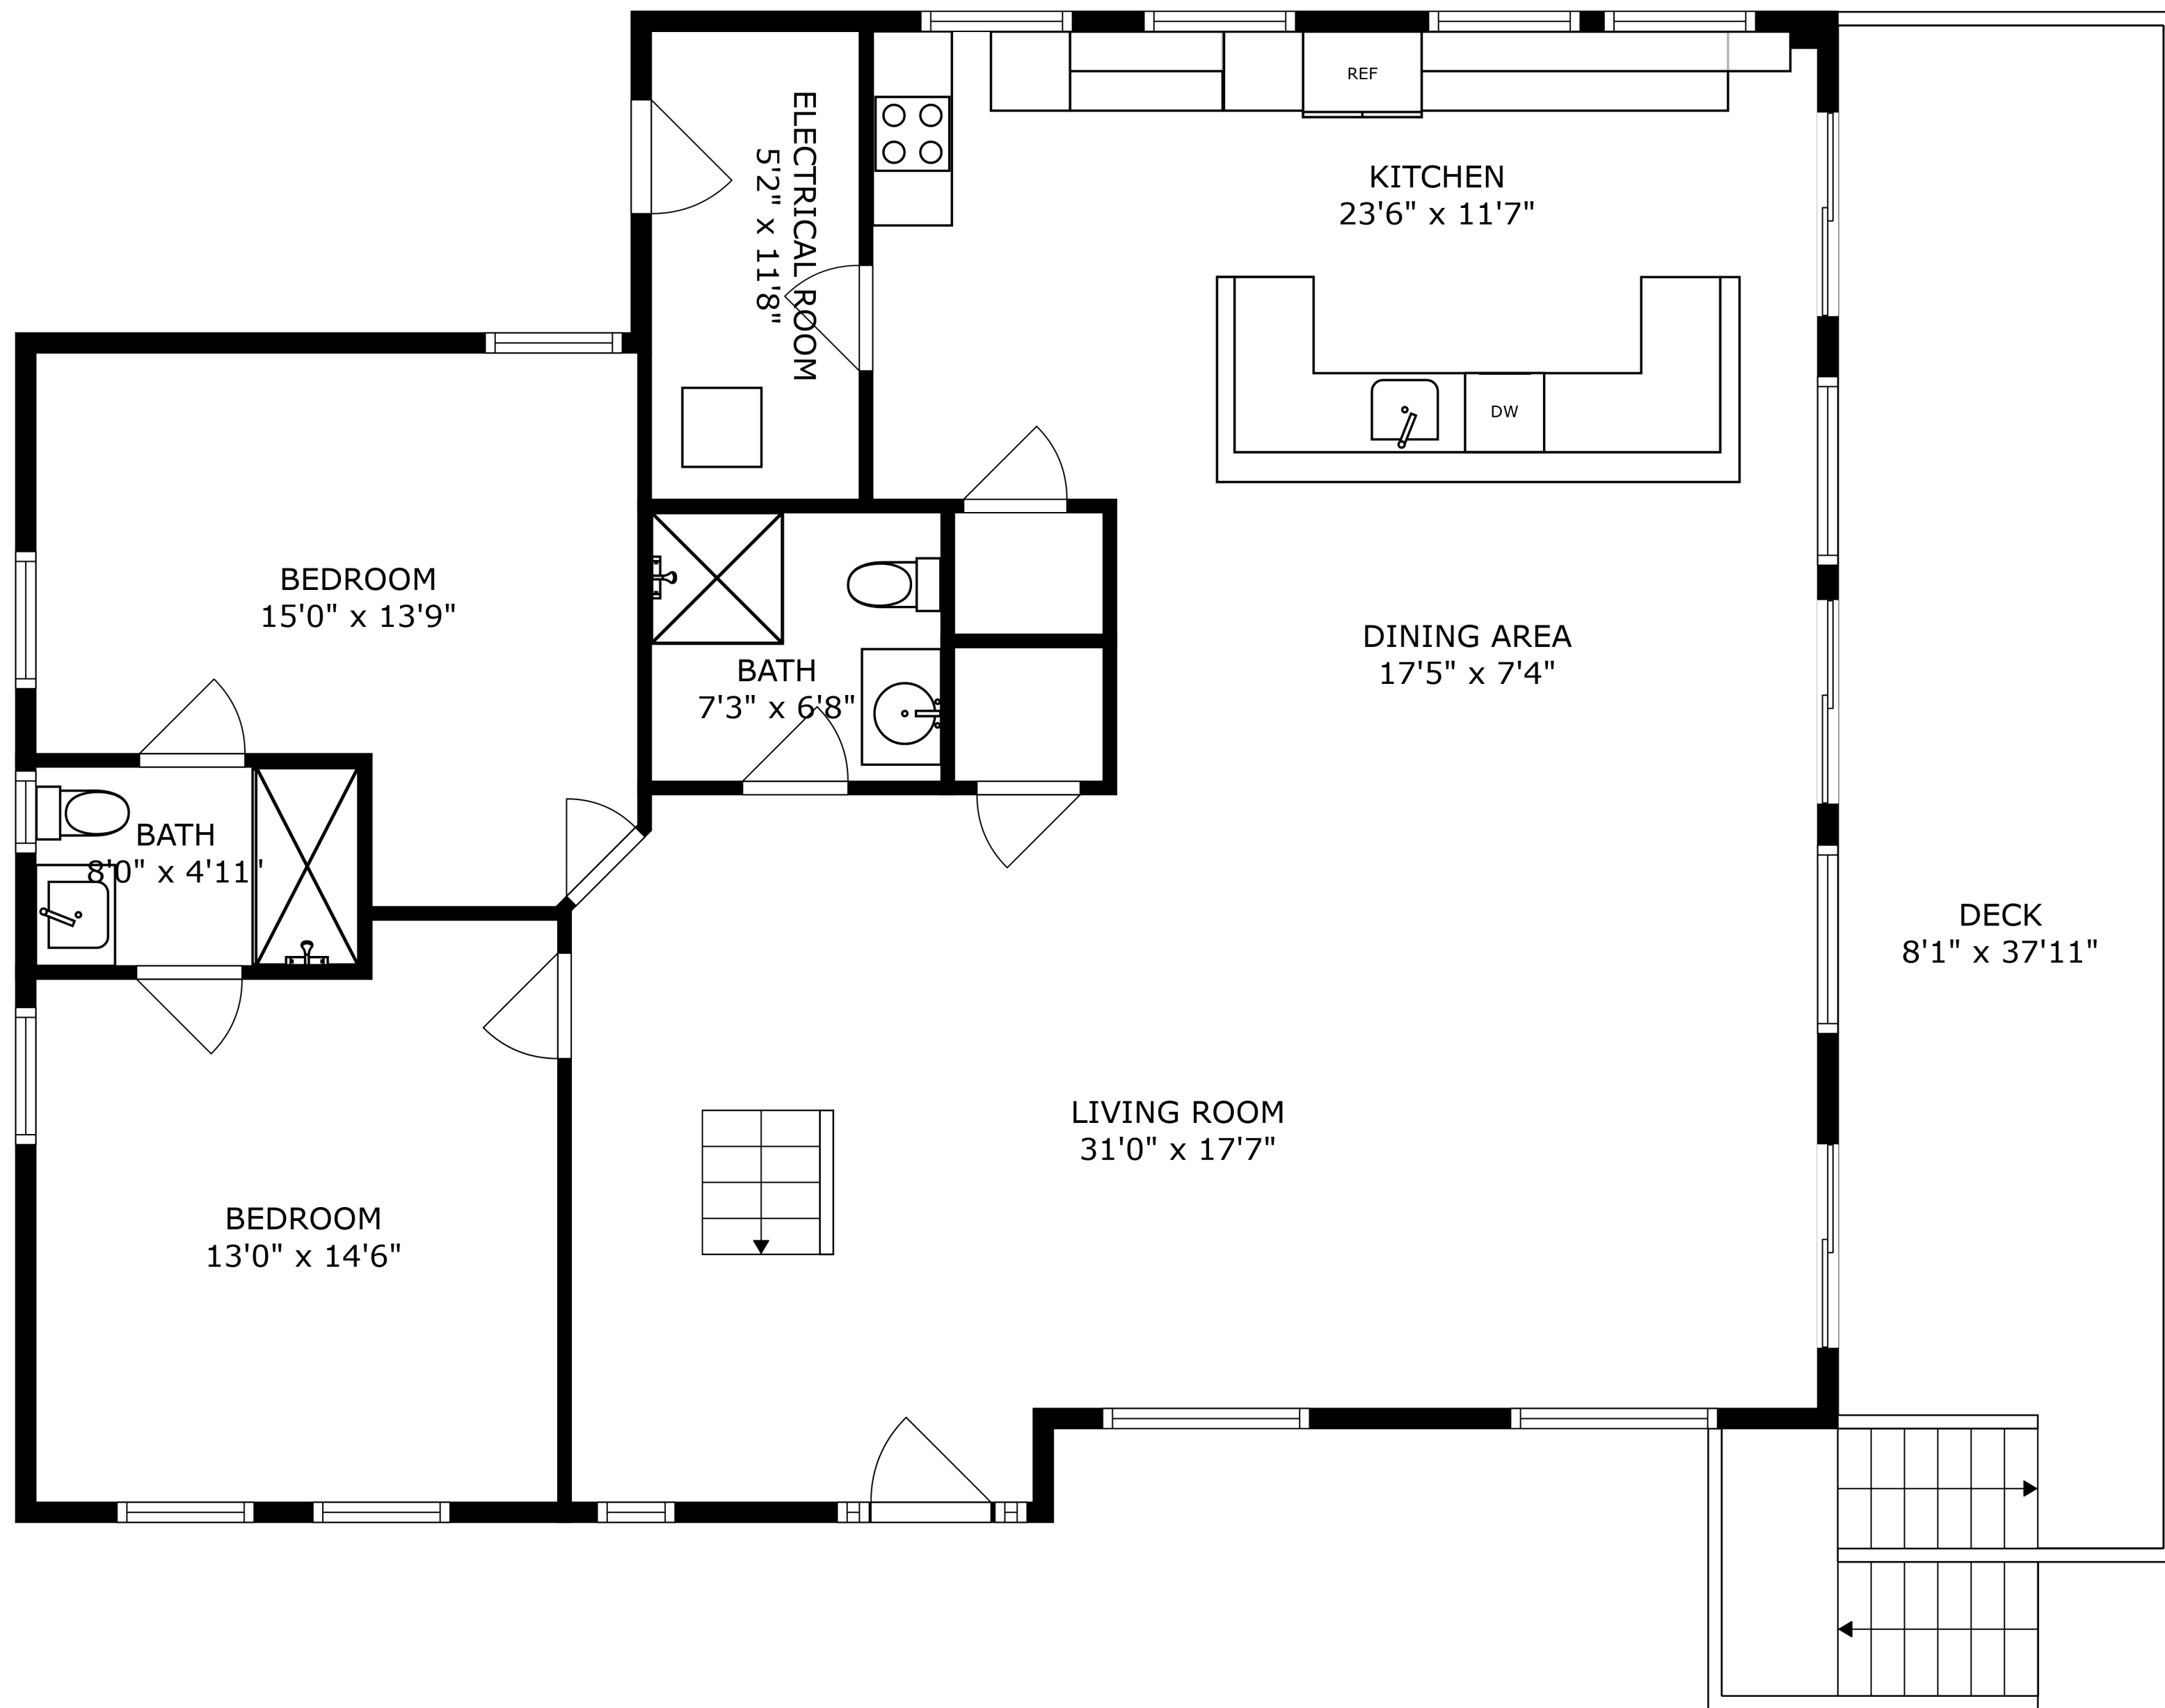 REF
KITCHEN
23'6" x 11'7"
ELECTRICAL ROOM
5'2" x 11'8"
DW
BEDROOM
15'0" x 13'9"
DINING AREA
17'5" x 7'4"
BATH
7'3" x 6'8"
BATH
8'0" x 4'11"
DECK
8'1" x 37'11"
LIVING ROOM
31'0" x 17'7"
BEDROOM
13'0" x 14'6"